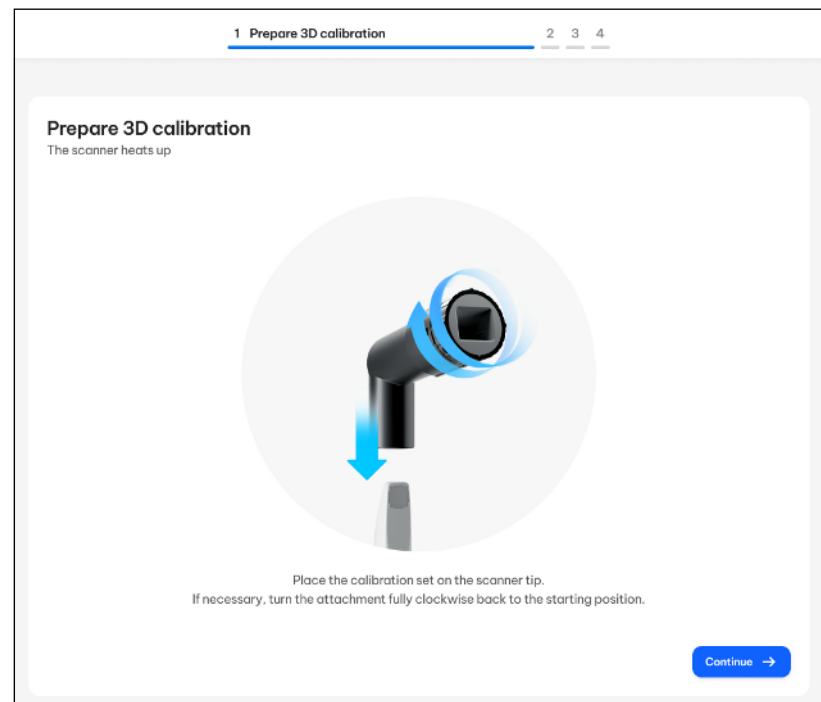 1 Prepare 3D calibration 2 3 4
Prepare 3D calibration
The scanner heats up
Place the calibration set on the scanner tip.
If necessary, turn the attachment fully clockwise back to the starting position.
Continue →